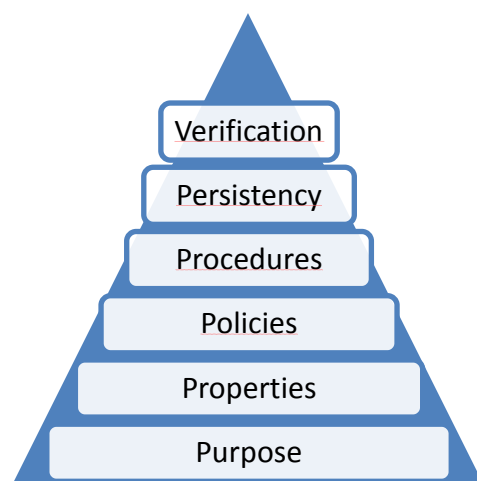 Verification
Persistency
Procedures
Policies
Properties
Purpose